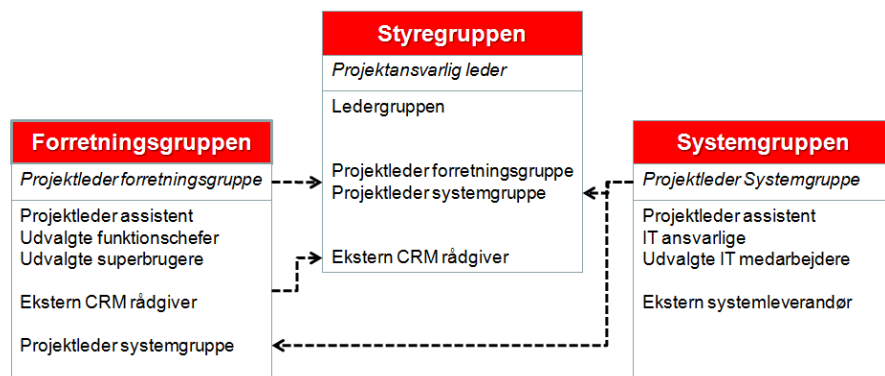 Styregruppen
Projektansvarlig leder
Ledergruppen
Projektleder forretningsgruppe
Projektleder systemgruppe
Ekstern CRM rådgiver
Forretningsgruppen
Projektleder forretningsgruppe
Projektleder assistent
Udvalgte funktionschefer
Udvalgte superbrugere
Ekstern CRM rådgiver
Projektleder systemgruppe
Systemgruppen
Projektleder Systemgruppe
Projektleder assistent
IT ansvarlige
Udvalgte IT medarbejdere
Ekstern systemleverandør